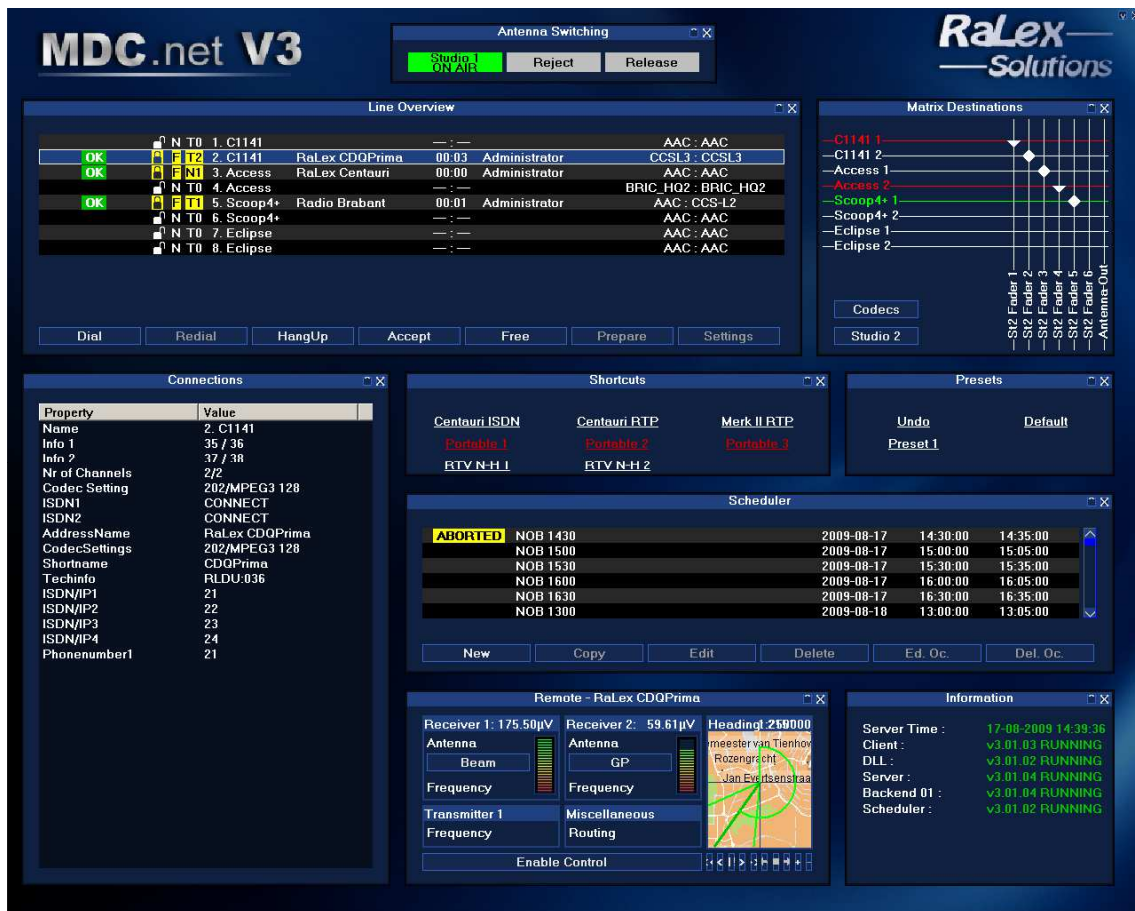 MDC.net V3
RaLex
Solutions
Antenna Switching
Studio 1 ON AIR Reject Release
Line Overview
N T0 1. C1141 —:— AAC : AAC
OK F T2 2. C1141 RaLex CDQPrima 00:03 Administrator CCSL3 : CCSL3
OK F N1 3. Access RaLex Centauri 00:00 Administrator AAC : AAC
N T0 4. Access —:— BRIC_HQ2 : BRIC_HQ2
OK F T1 5. Scoop4+ Radio Brabant 00:01 Administrator AAC : CCS-L2
N T0 6. Scoop4+ —:— AAC : AAC
N T0 7. Eclipse —:— AAC : AAC
N T0 8. Eclipse —:— AAC : AAC
Dial Redial HangUp Accept Free Prepare Settings
Matrix Destinations
C1141 1
C1141 2
Access 1
Access 2
Scoop4+ 1
Scoop4+ 2
Eclipse 1
Eclipse 2
St2 Fader 1
St2 Fader 2
St2 Fader 3
St2 Fader 4
St2 Fader 5
St2 Fader 6
Antenna-Out
Codecs
Studio 2
Connections
Property Value
Name 2. C1141
Info 1 35 / 36
Info 2 37 / 38
Nr of Channels 2/2
Codec Setting 202/MPEG3 128
ISDN1 CONNECT
ISDN2 CONNECT
AddressName RaLex CDQPrima
CodecSettings 202/MPEG3 128
Shortname CDQPrima
Techinfo RLDU:036
ISDN/IP1 21
ISDN/IP2 22
ISDN/IP3 23
ISDN/IP4 24
Phonenumber1 21
Shortcuts
Centauri ISDN Centauri RTP Merk II RTP
Portable 1 Portable 2 Portable 3
RTV N-H 1 RTV N-H 2
Presets
Undo Default
Preset 1
Scheduler
ABORTED NOB 1430 2009-08-17 14:30:00 14:35:00
NOB 1500 2009-08-17 15:00:00 15:05:00
NOB 1530 2009-08-17 15:30:00 15:35:00
NOB 1600 2009-08-17 16:00:00 16:05:00
NOB 1630 2009-08-17 16:30:00 16:35:00
NOB 1300 2009-08-18 13:00:00 13:05:00
New Copy Edit Delete Ed. Oc. Del. Oc.
Remote - RaLex CDQPrima
Receiver 1: 175.50µV Receiver 2: 59.61µV Heading
Antenna Antenna
Beam GP
Frequency Frequency
Transmitter 1 Miscellaneous
Frequency Routing
Enable Control
meester van Tienhov
Rozengracht
Jan Evertsenstraa
Information
Server Time : 17-08-2009 14:39:36
Client : v3.01.03 RUNNING
DLL : v3.01.02 RUNNING
Server : v3.01.04 RUNNING
Backend 01 : v3.01.04 RUNNING
Scheduler : v3.01.02 RUNNING